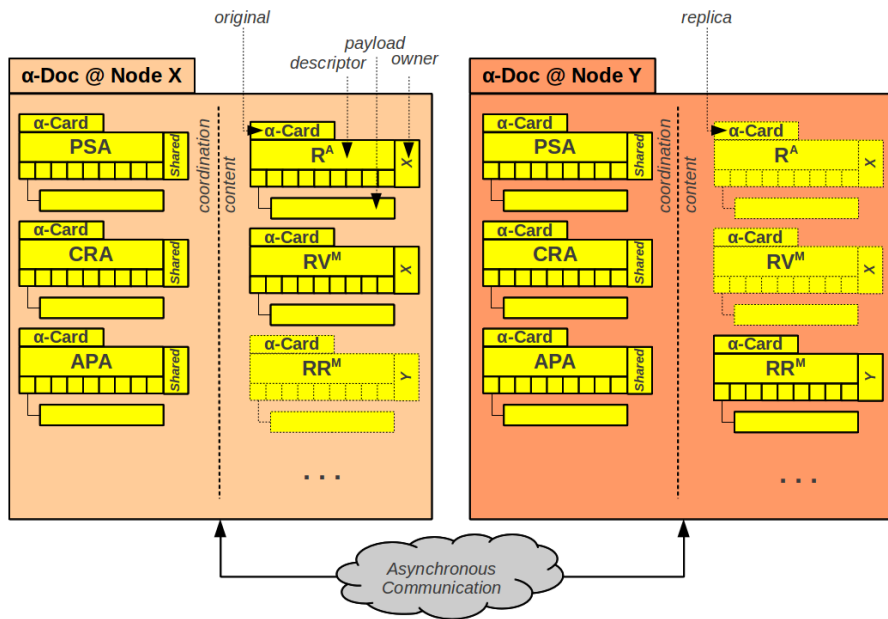 original
payload
descriptor
owner
replica
α-Doc @ Node X
α-Card
PSA
Shared
α-Card
CRA
Shared
α-Card
APA
Shared
coordination
content
α-Card
R^A
X
α-Card
RV^M
X
α-Card
RR^M
Y
. . .
α-Doc @ Node Y
α-Card
PSA
Shared
α-Card
CRA
Shared
α-Card
APA
Shared
coordination
content
α-Card
R^A
X
α-Card
RV^M
X
α-Card
RR^M
Y
. . .
Asynchronous
Communication